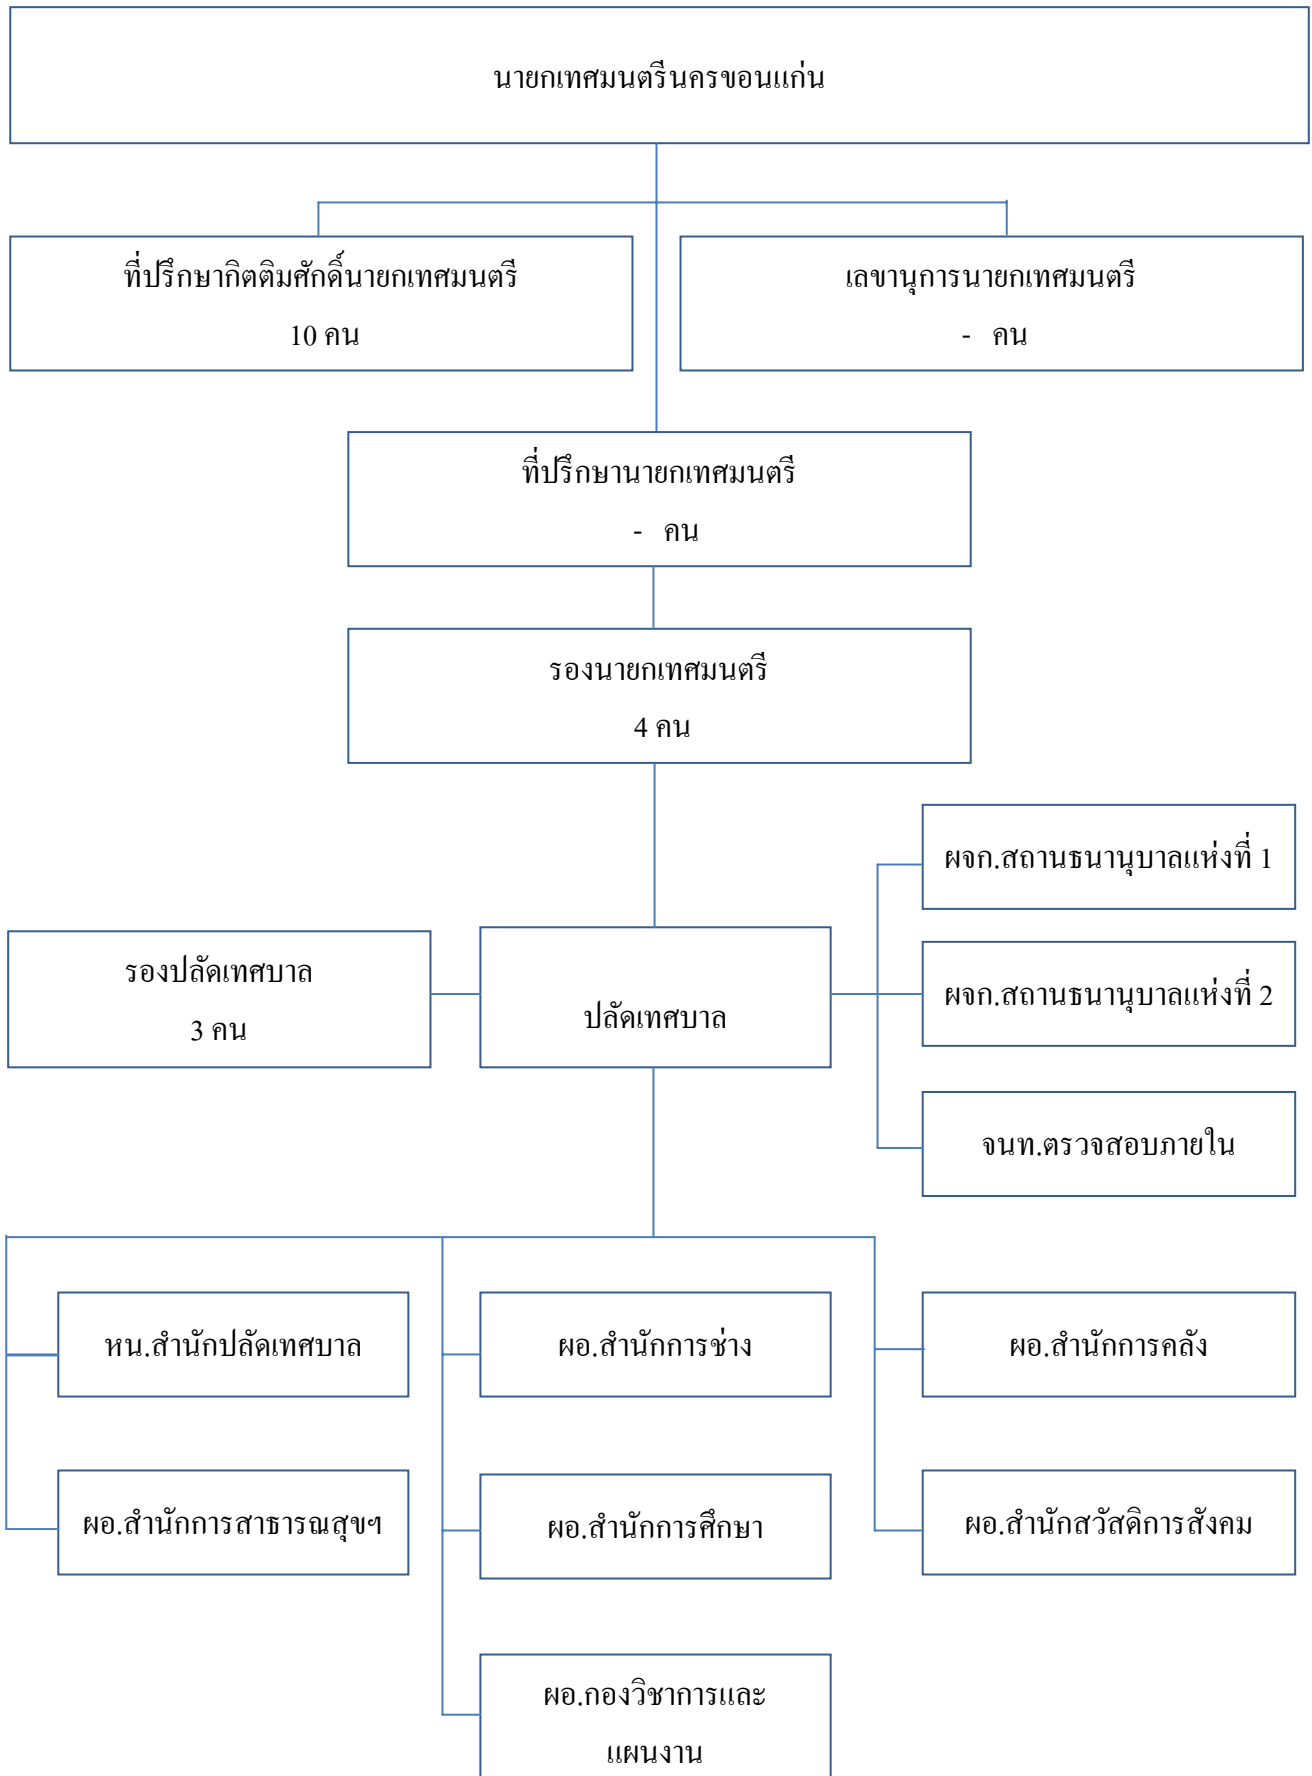 นายกเทศมนตรีนครขอนแก่น
ที่ปรึกษากิตติมศักดิ์นายกเทศมนตรี
10 คน
เลขานุการนายกเทศมนตรี
- คน
ที่ปรึกษานายกเทศมนตรี
- คน
รองนายกเทศมนตรี
4 คน
ผจก.สถานธนานุบาลแห่งที่ 1
รองปลัดเทศบาล
3 คน
ปลัดเทศบาล
ผจก.สถานธนานุบาลแห่งที่ 2
จนท.ตรวจสอบภายใน
หน.สำนักปลัดเทศบาล
ผอ.สำนักการช่าง
ผอ.สำนักการคลัง
ผอ.สำนักการสาธารณสุขฯ
ผอ.สำนักการศึกษา
ผอ.สำนักสวัสดิการสังคม
ผอ.กองวิชาการและ
แผนงาน